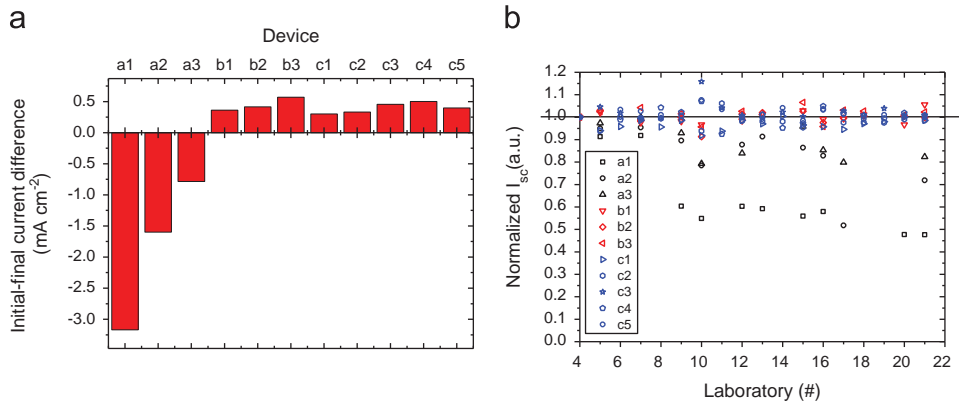 a
Device
a1 a2 a3 b1 b2 b3 c1 c2 c3 c4 c5
0.5
0.0
-0.5
-1.0
-1.5
-2.0
-2.5
-3.0
Initial-final current difference
(mA cm-2)
b
1.2
1.1
1.0
0.9
0.8
0.7
0.6
0.5
0.4
0.3
0.2
0.1
0.0
Normalized Isc(a.u.)
a1
a2
a3
b1
b2
b3
c1
c2
c3
c4
c5
4 6 8 10 12 14 16 18 20 22
Laboratory (#)